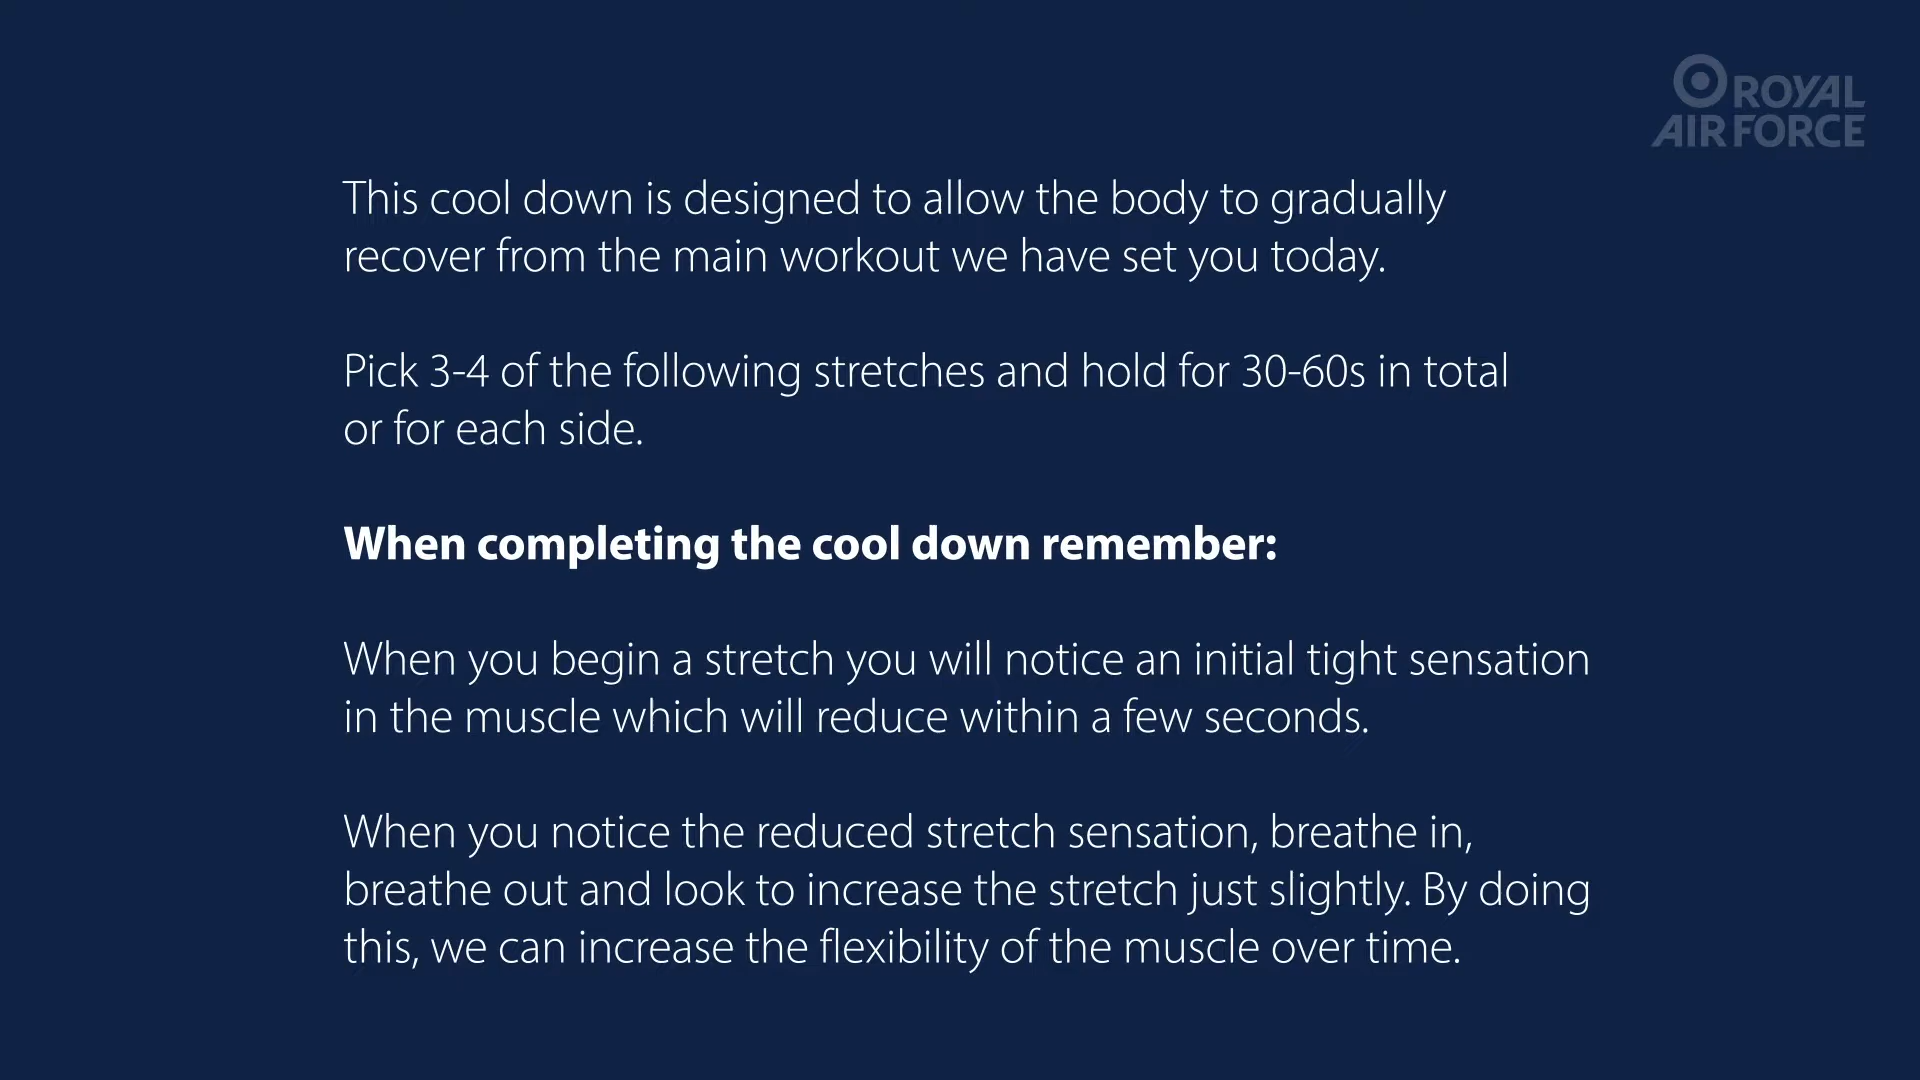 ROYAL
AIR FORCE
This cool down is designed to allow the body to gradually
recover from the main workout we have set you today.
Pick 3-4 of the following stretches and hold for 30-60s in total
or for each side.
When completing the cool down remember:
When you begin a stretch you will notice an initial tight sensation
in the muscle which will reduce within a few seconds.
When you notice the reduced stretch sensation, breathe in,
breathe out and look to increase the stretch just slightly. By doing
this, we can increase the flexibility of the muscle over time.